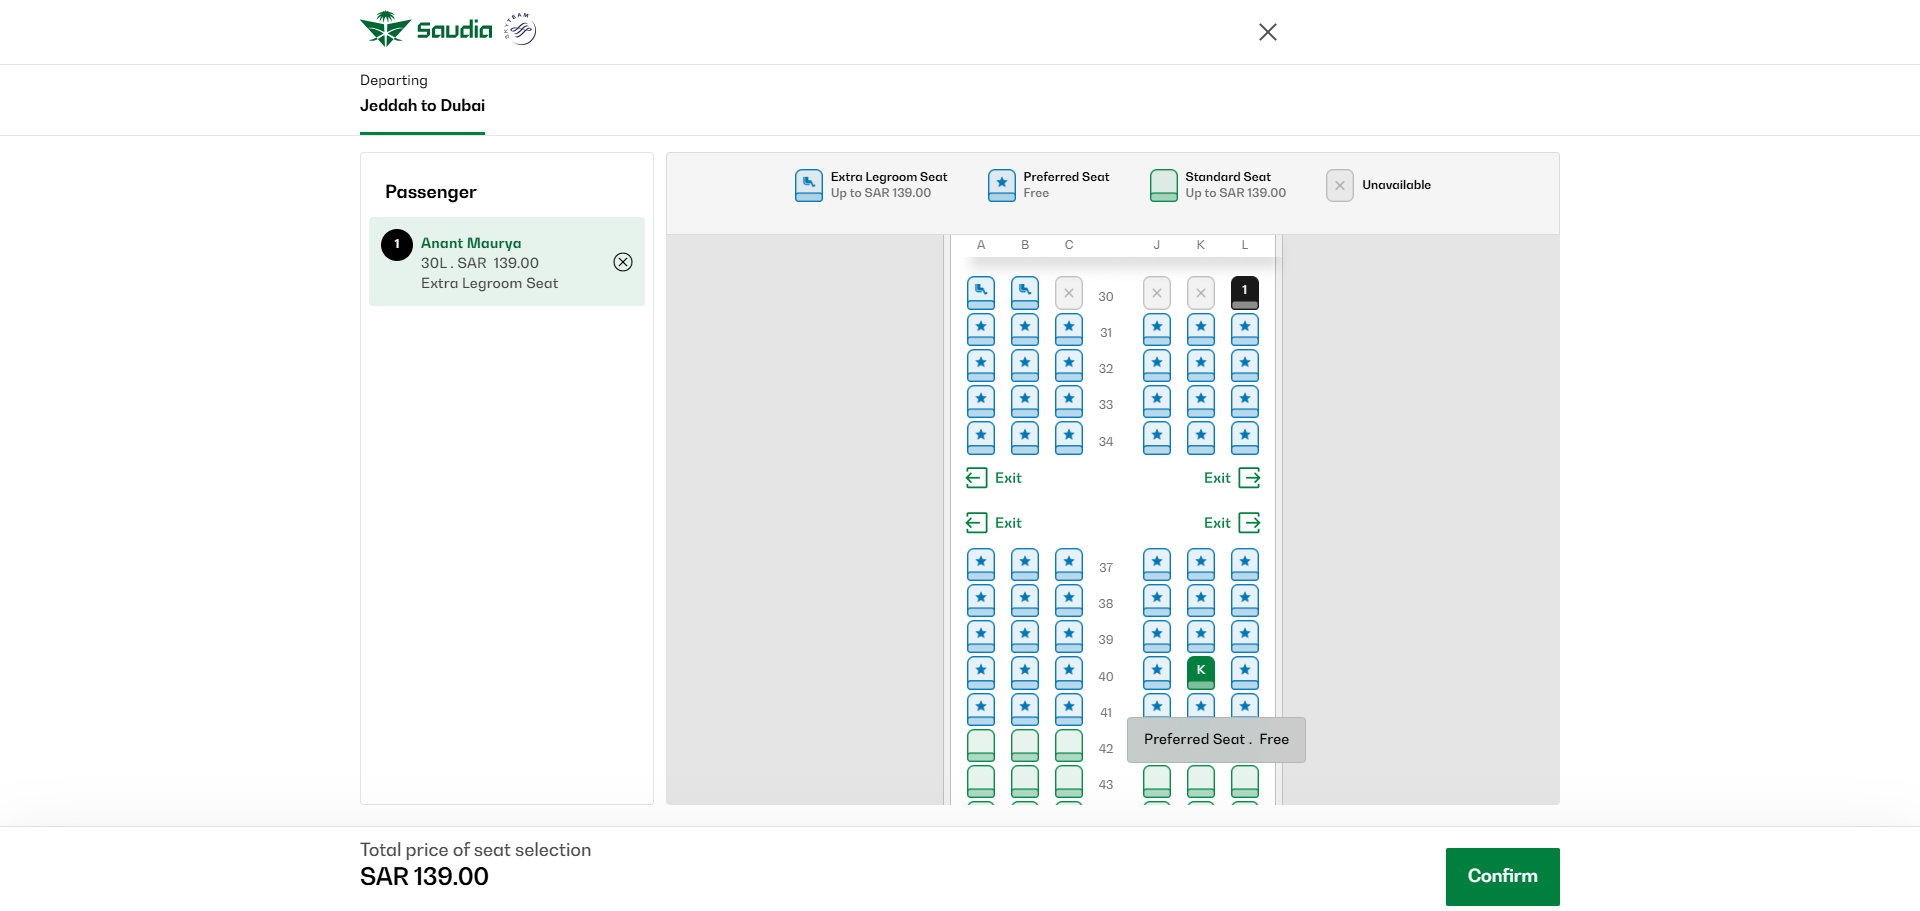 Saudia
SKYTEAM
Departing
Jeddah to Dubai
Passenger
1
Anant Maurya
30L . SAR 139.00
Extra Legroom Seat
Extra Legroom Seat
Up to SAR 139.00
Preferred Seat
Free
Standard Seat
Up to SAR 139.00
Unavailable
A B C J K L
30 1
31
32
33
34
Exit Exit
Exit Exit
37
38
39
40 K
41
42
Preferred Seat . Free
43
Total price of seat selection
SAR 139.00
Confirm